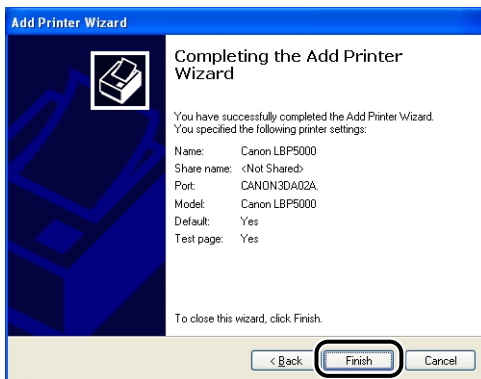 Add Printer Wizard
Completing the Add Printer
Wizard
You have successfully completed the Add Printer Wizard.
You specified the following printer settings:
Name: Canon LBP5000
Share name: <Not Shared>
Port: CANON3DA02A.
Model: Canon LBP5000
Default: Yes
Test page: Yes
To close this wizard, click Finish.
< Back Finish Cancel